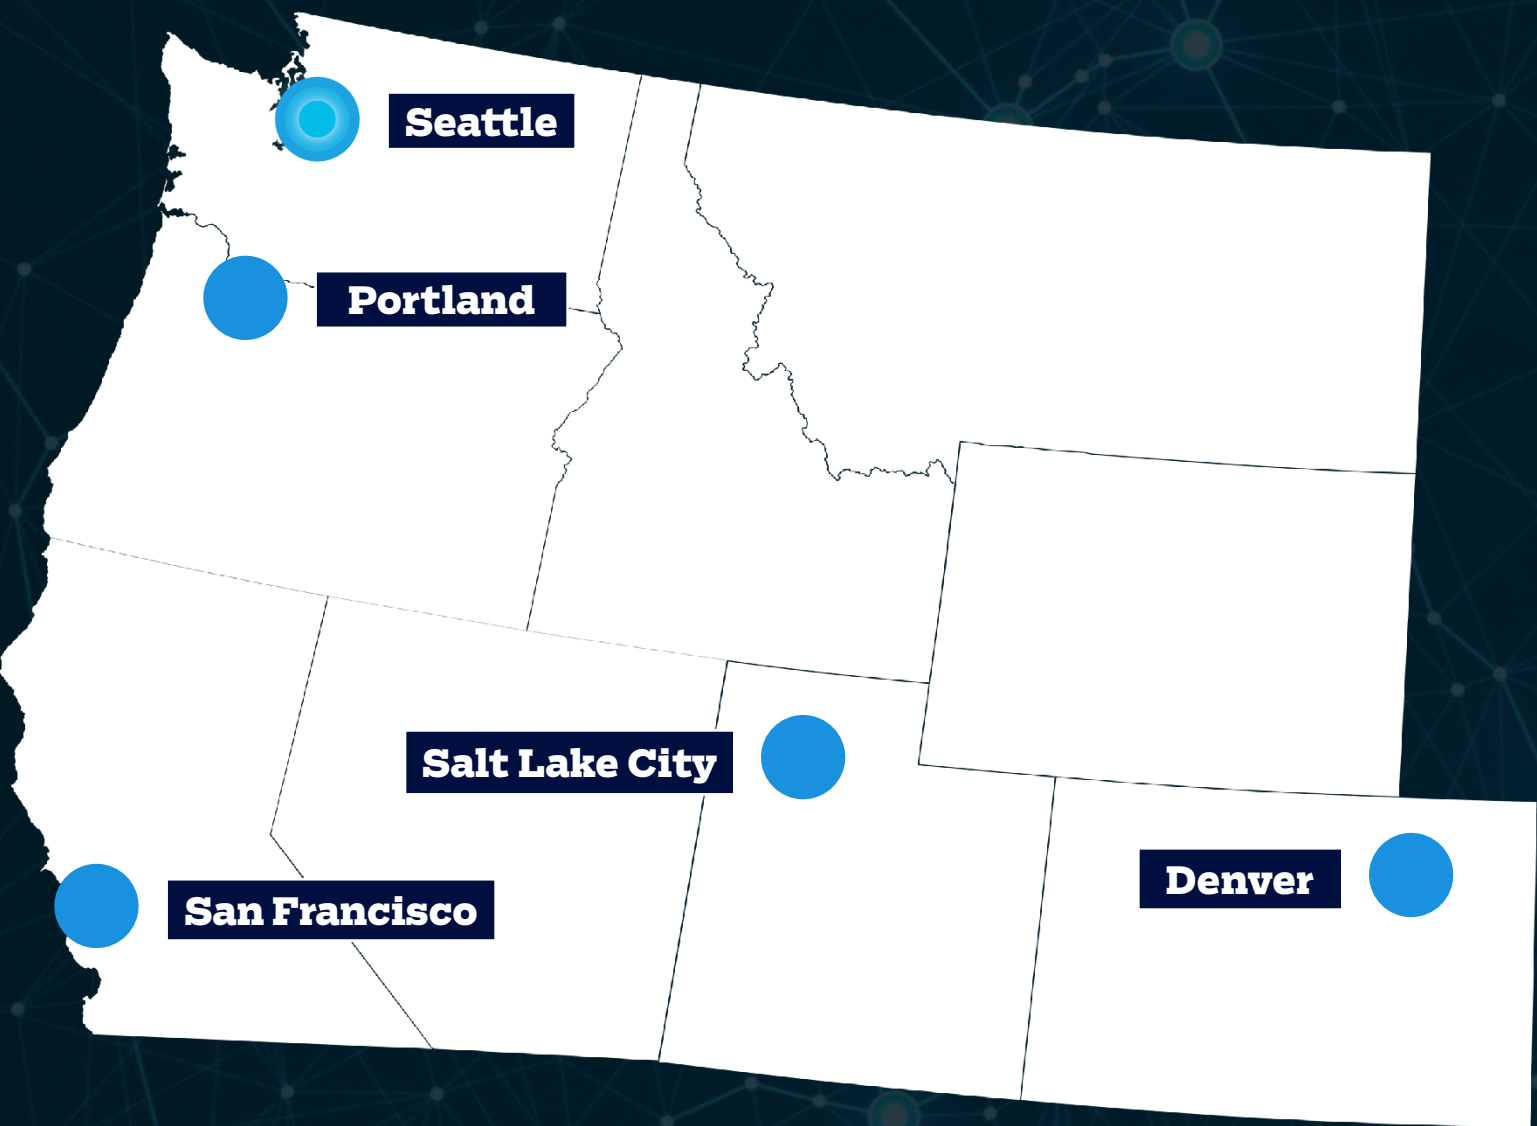 Seattle
Portland
Salt Lake City
Denver
San Francisco